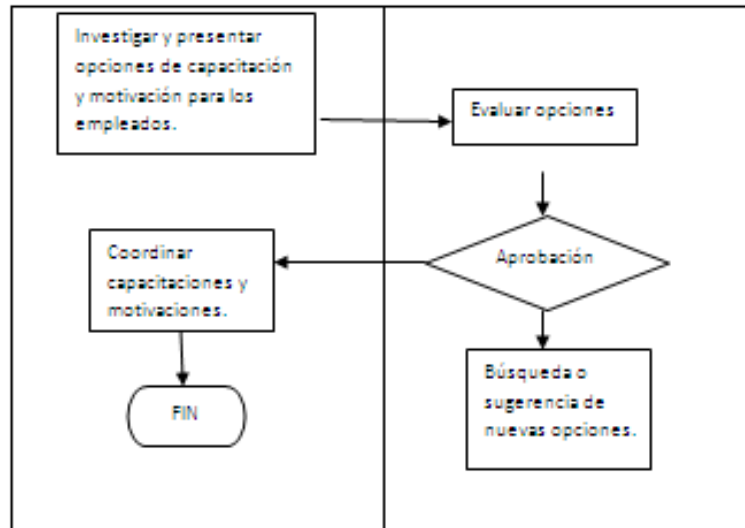 Investigar y presentar
opciones de capacitación
y motivación para los
empleados.
Evaluar opciones
Aprobación
Coordinar
capacitaciones y
motivaciones.
Búsqueda o
sugerencia de
nuevas opciones.
FIN